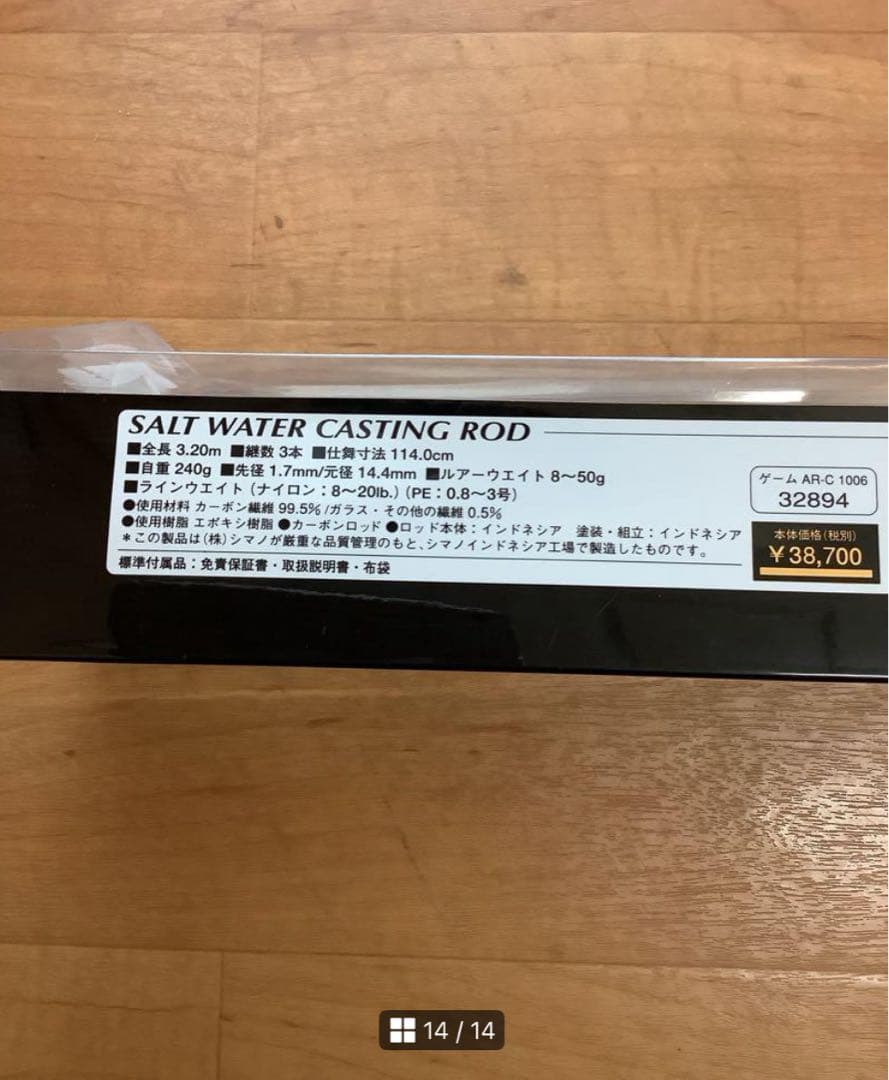 SALT WATER CASTING ROD
■全長 3.20m ■継数 3本 ■仕舞寸法 114.0cm
■自重 240g ■先径 1.7mm/元径 14.4mm ■ルアーウエイト 8〜50g
■ラインウエイト (ナイロン:8〜20lb.) (PE:0.8〜3号)
●使用材料 カーボン繊維 99.5% /ガラス・その他の繊維 0.5%
●使用樹脂 エポキシ樹脂 ●カーボンロッド ●ロッド本体:インドネシア 塗装・組立:インドネシア
*この製品は(株)シマノが厳重な品質管理のもと、シマノインドネシア工場で製造したものです。
標準付属品:免責保証書・取扱説明書・布袋
ゲーム AR-C 1006
32894
本体価格(税別)
¥38,700
14 / 14